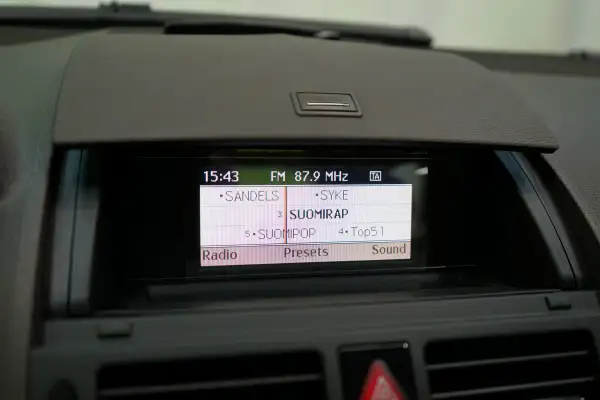 15:43 FM 87.9 MHz TA
•SANDELS •SYKE
3 SUOMIRAP
5•SUOMIPOP 4•Top51
Radio Presets Sound